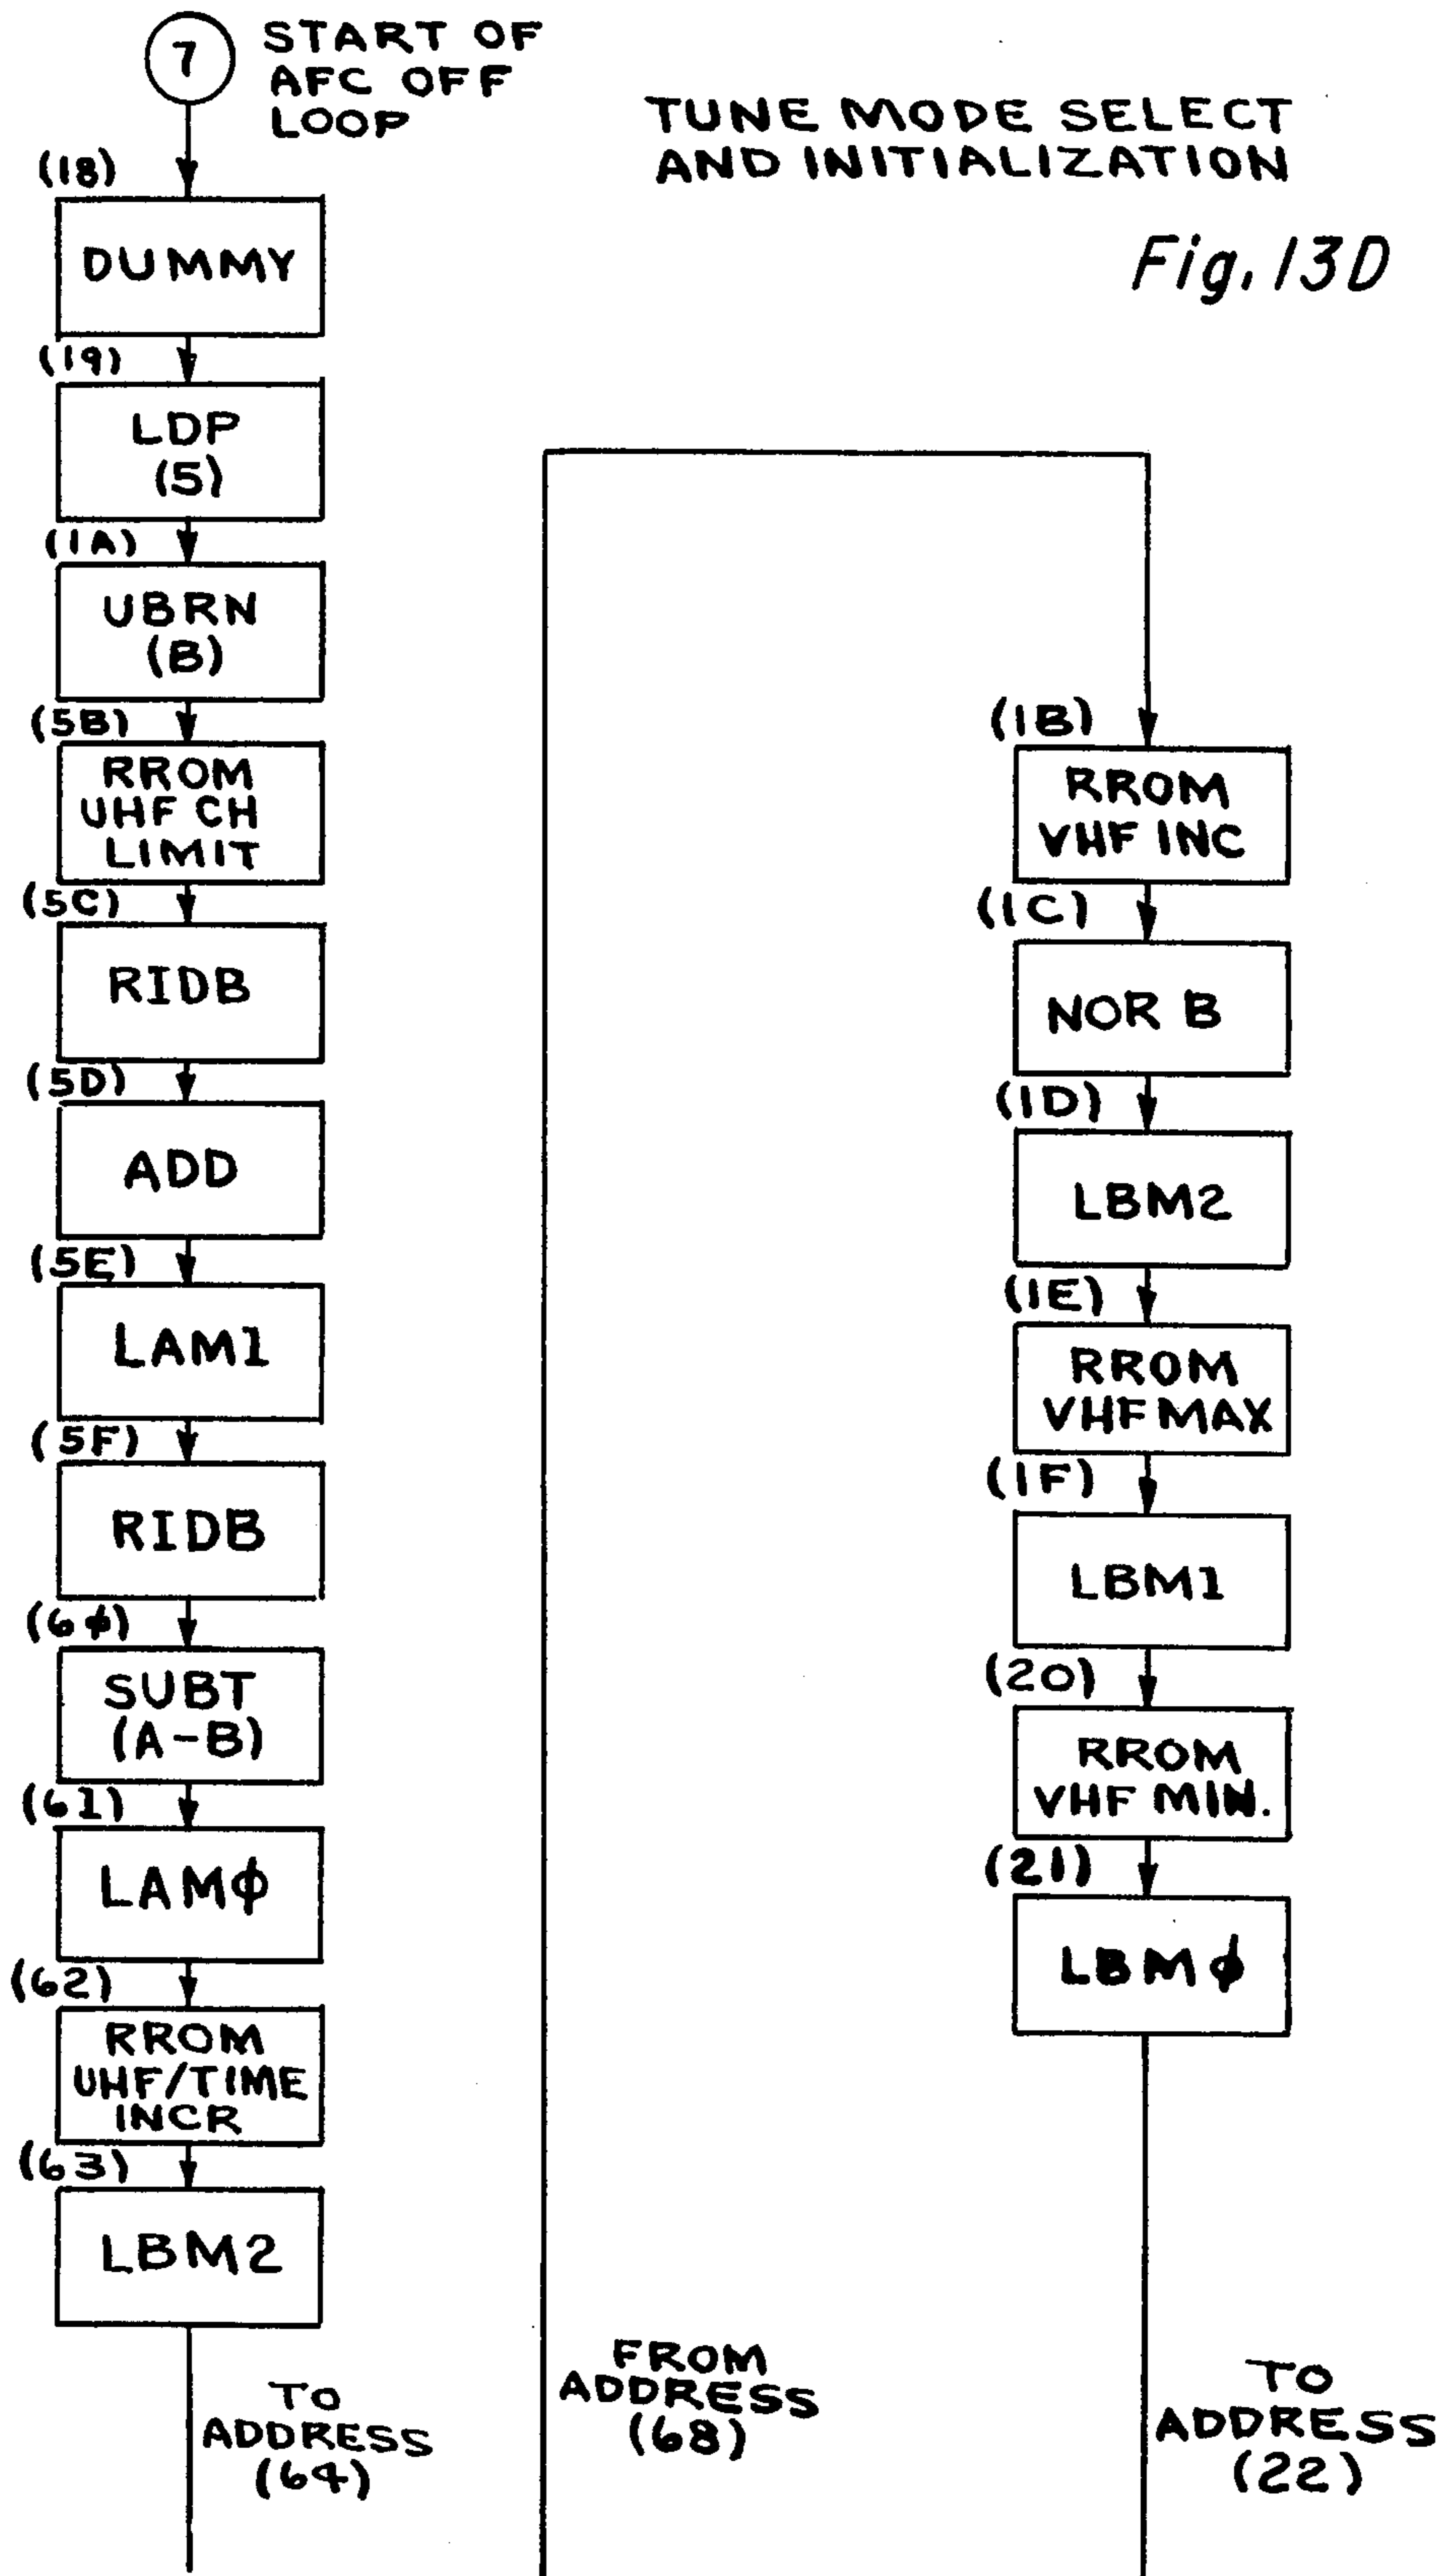 7
START OF
AFC OFF
LOOP
TUNE MODE SELECT
AND INITIALIZATION
Fig. 13D
(18)
DUMMY
(19)
LDP
(5)
(1A)
UBRN
(B)
(5B)
RROM
UHF CH
LIMIT
(5C)
RIDB
(5D)
ADD
(5E)
LAM1
(5F)
RIDB
(6ϕ)
SUBT
(A-B)
(61)
LAMϕ
(62)
RROM
UHF/TIME
INCR
(63)
LBM2
TO
ADDRESS
(64)
FROM
ADDRESS
(68)
(1B)
RROM
VHF INC
(1C)
NOR B
(1D)
LBM2
(1E)
RROM
VHF MAX
(1F)
LBM1
(20)
RROM
VHF MIN.
(21)
LBMϕ
TO
ADDRESS
(22)